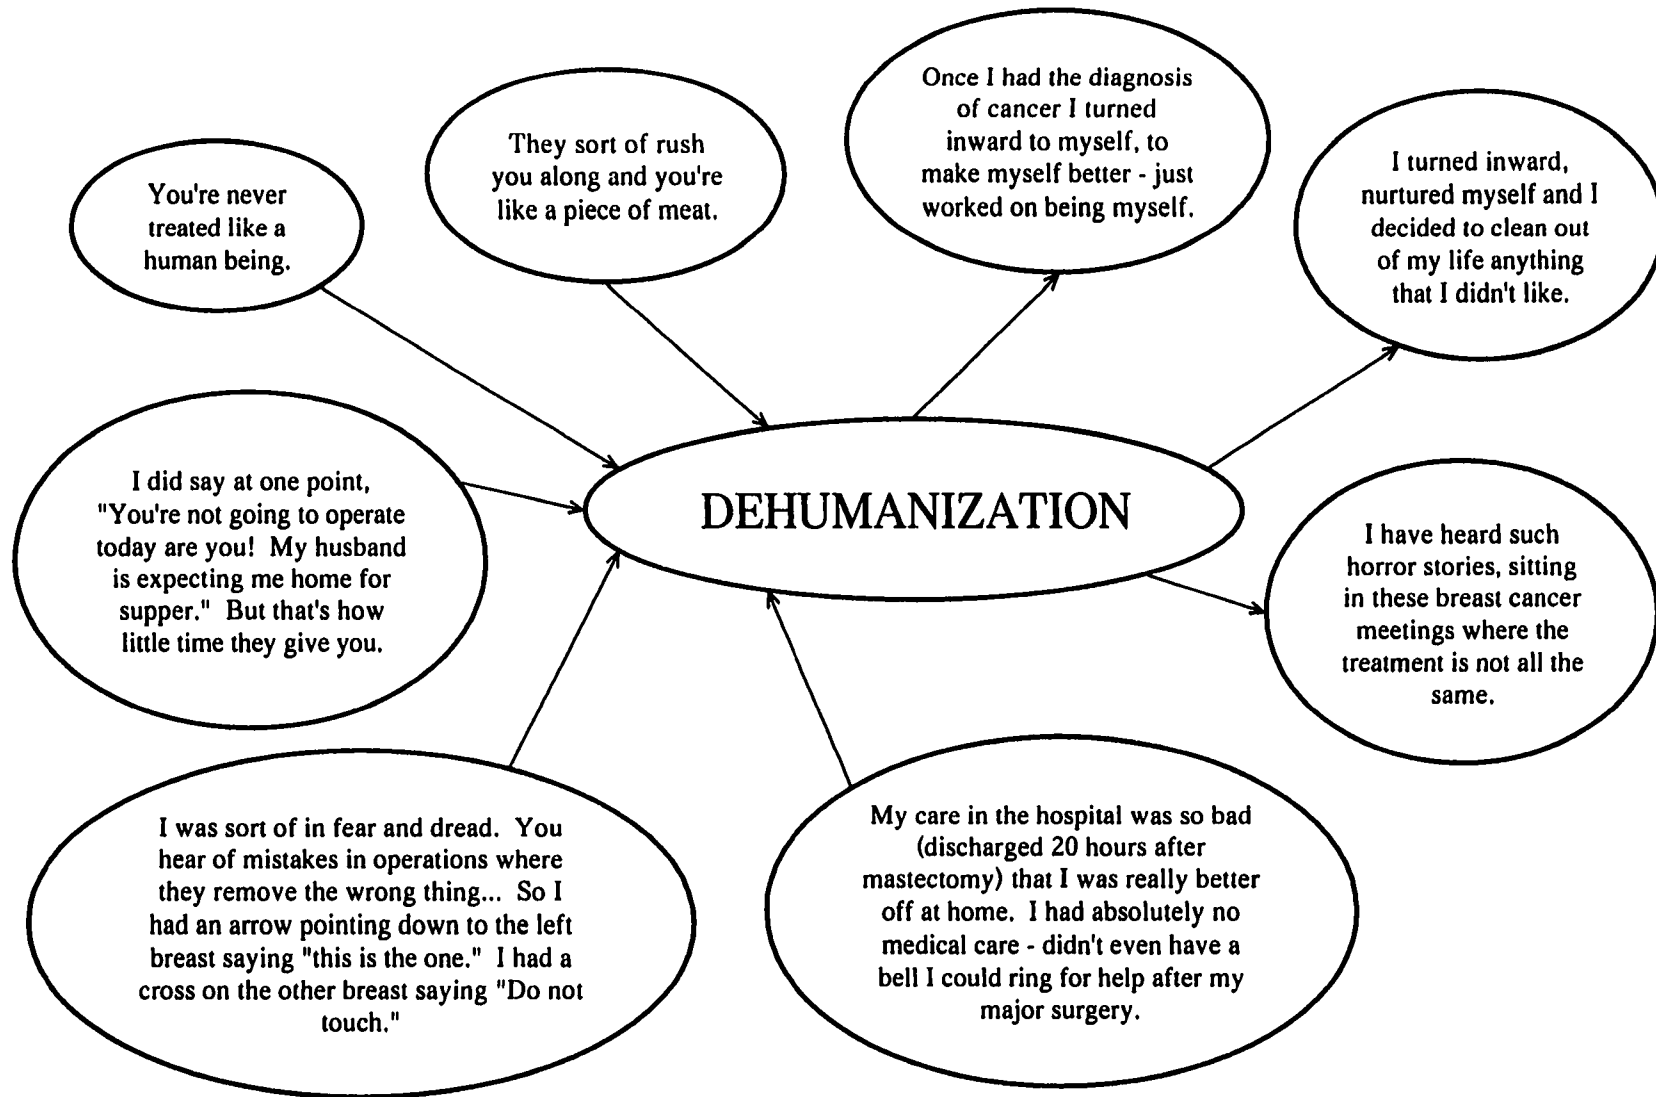 You're never
treated like a
human being.
They sort of rush
you along and you're
like a piece of meat.
Once I had the diagnosis
of cancer I turned
inward to myself, to
make myself better - just
worked on being myself.
I turned inward,
nurtured myself and I
decided to clean out
of my life anything
that I didn't like.
I did say at one point,
"You're not going to operate
today are you!  My husband
is expecting me home for
supper."  But that's how
little time they give you.
DEHUMANIZATION
I have heard such
horror stories, sitting
in these breast cancer
meetings where the
treatment is not all the
same.
I was sort of in fear and dread.  You
hear of mistakes in operations where
they remove the wrong thing...  So I
had an arrow pointing down to the left
breast saying "this is the one."  I had a
cross on the other breast saying "Do not
touch."
My care in the hospital was so bad
(discharged 20 hours after
mastectomy) that I was really better
off at home.  I had absolutely no
medical care - didn't even have a
bell I could ring for help after my
major surgery.